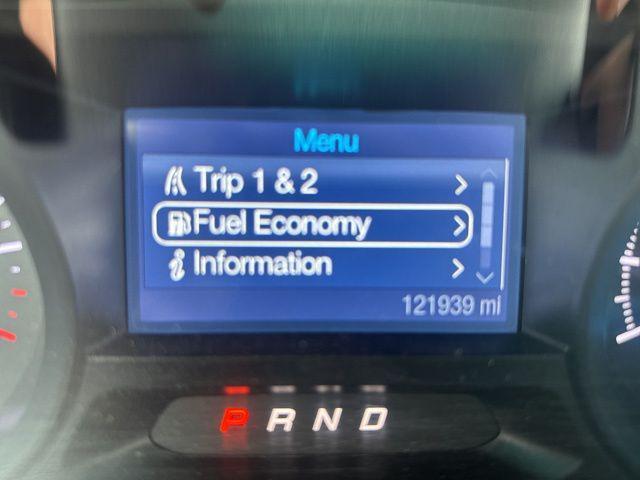 Menu
Trip 1 & 2
Fuel Economy
Information
121939 mi
P R N D